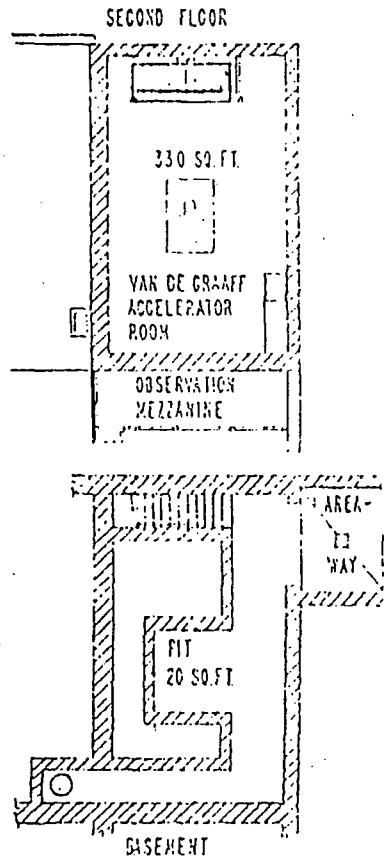 SECOND FLOOR
330 SQ.FT.
VAN DE GRAAFF
ACCELERATOR
ROOM
OBSERVATION
MEZZANINE
AREA-
WAY
PIT
20 SQ.FT.
BASEMENT